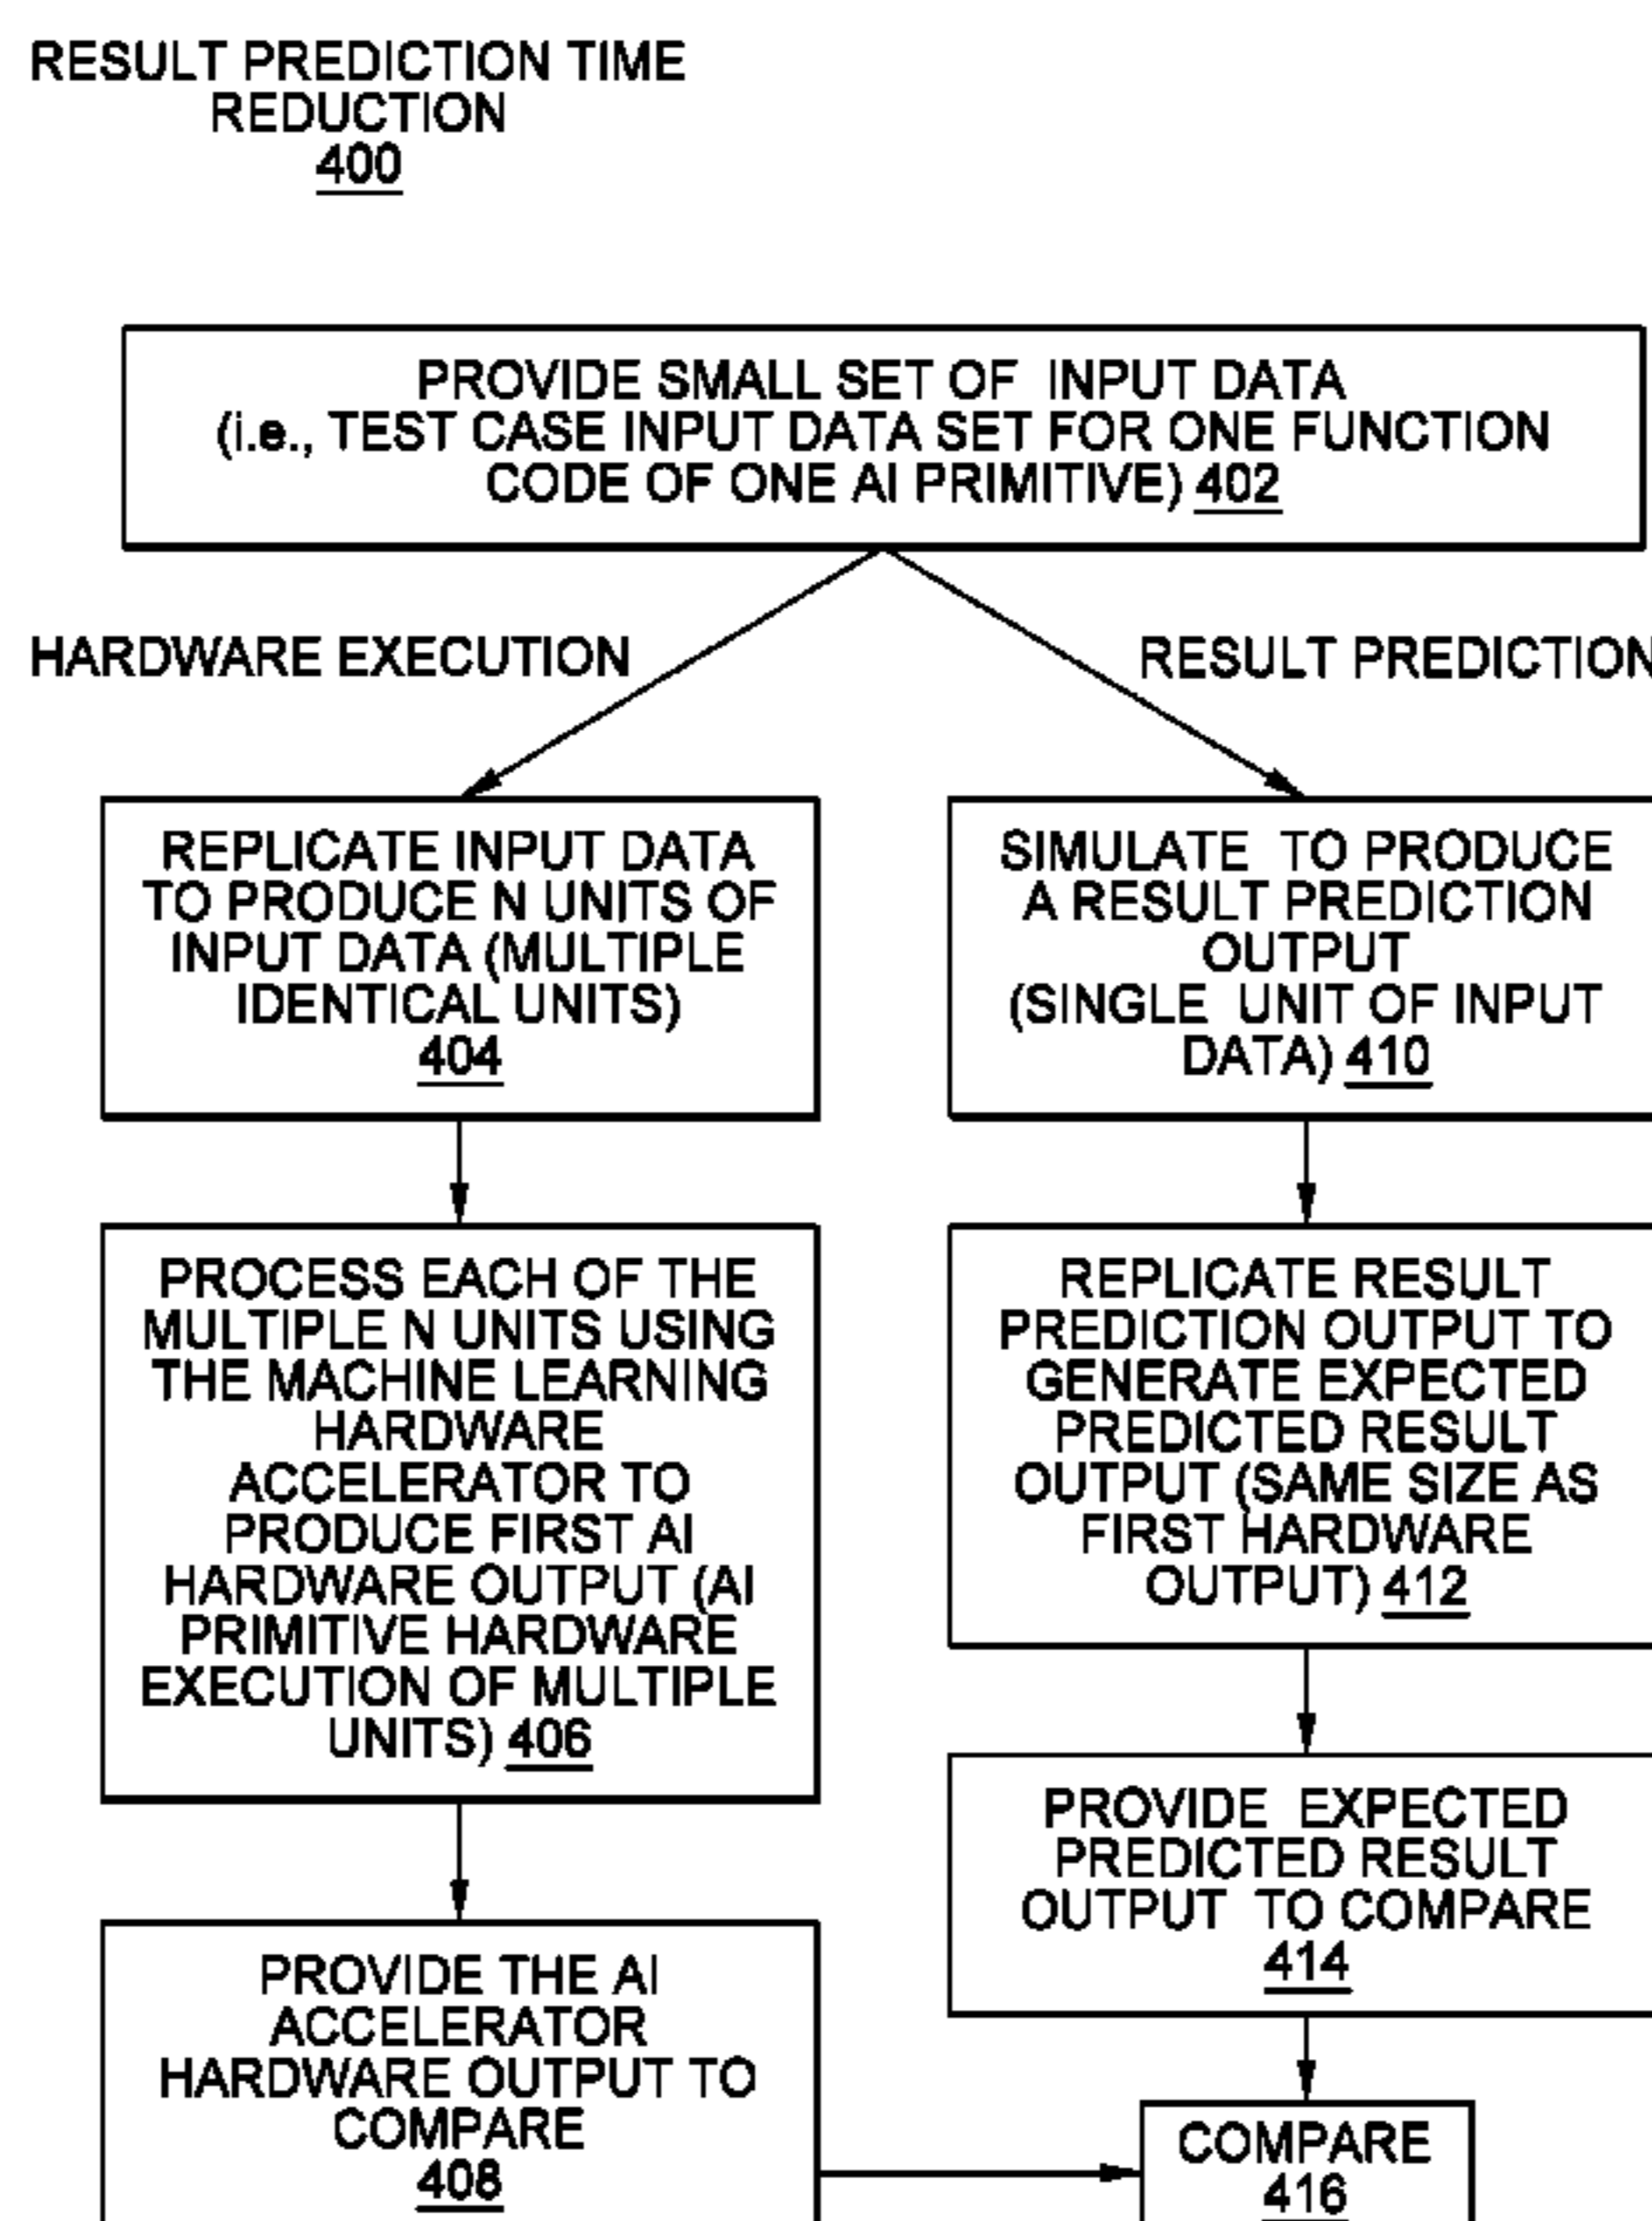 RESULT PREDICTION TIME
REDUCTION
400
PROVIDE SMALL SET OF INPUT DATA
(i.e., TEST CASE INPUT DATA SET FOR ONE FUNCTION
CODE OF ONE AI PRIMITIVE) 402
HARDWARE EXECUTION
RESULT PREDICTION
REPLICATE INPUT DATA
TO PRODUCE N UNITS OF
INPUT DATA (MULTIPLE
IDENTICAL UNITS)
404
SIMULATE TO PRODUCE
A RESULT PREDICTION
OUTPUT
(SINGLE UNIT OF INPUT
DATA) 410
PROCESS EACH OF THE
MULTIPLE N UNITS USING
THE MACHINE LEARNING
HARDWARE
ACCELERATOR TO
PRODUCE FIRST AI
HARDWARE OUTPUT (AI
PRIMITIVE HARDWARE
EXECUTION OF MULTIPLE
UNITS) 406
REPLICATE RESULT
PREDICTION OUTPUT TO
GENERATE EXPECTED
PREDICTED RESULT
OUTPUT (SAME SIZE AS
FIRST HARDWARE
OUTPUT) 412
PROVIDE EXPECTED
PREDICTED RESULT
OUTPUT TO COMPARE
414
PROVIDE THE AI
ACCELERATOR
HARDWARE OUTPUT TO
COMPARE
408
COMPARE
416